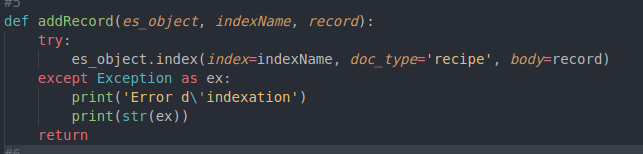 #5
def addRecord(es_object, indexName, record):
    try:
        es_object.index(index=indexName, doc_type='recipe', body=record)
    except Exception as ex:
        print('Error d\'indexation')
        print(str(ex))
    return
#6